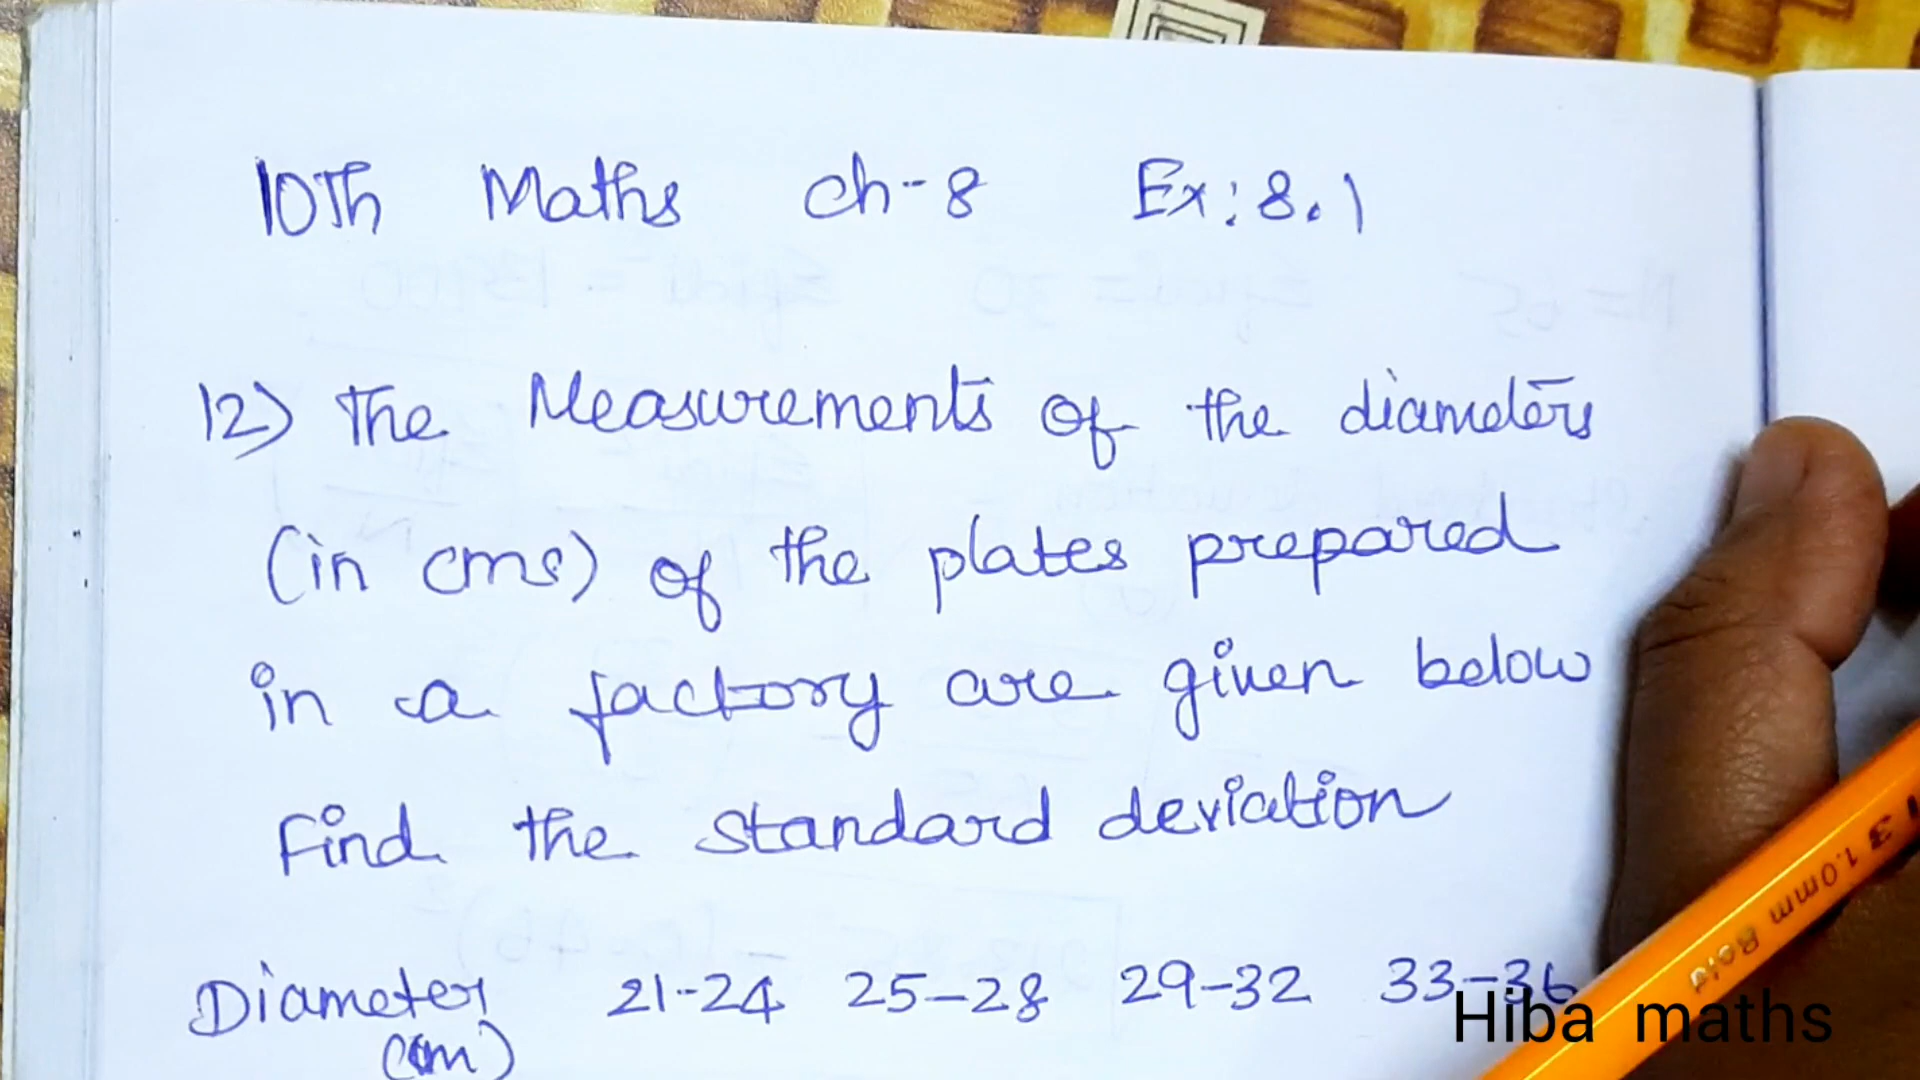 10Th Maths ch-8 Ex: 8.1
12) The Measurements of the diameters
(in cms) of the plates prepared
in a factory are given below
Find the standard deviation
Diameter 21-24 25-28 29-32 33-36
(cm)
Hiba maths
1.0mm Bold